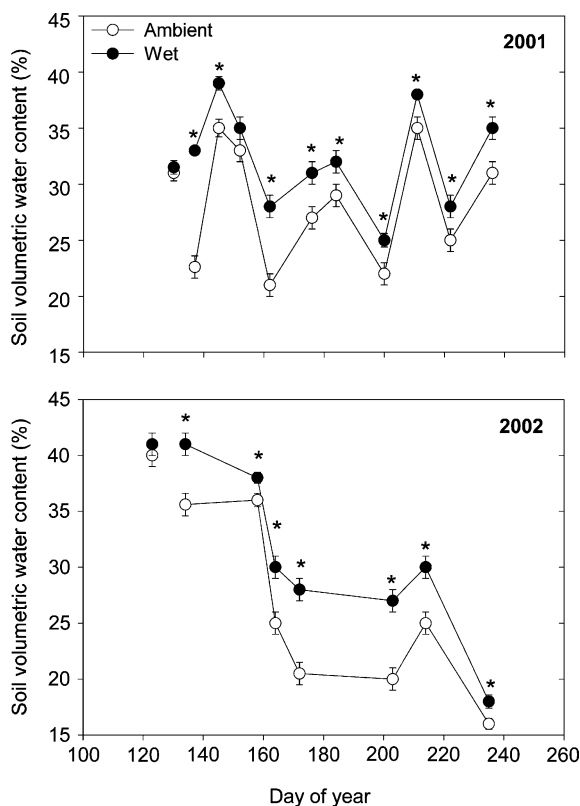 Ambient
Wet
2001
Soil volumetric water content (%)
45
40
35
30
25
20
15
* * * * * * * * * *
2002
Soil volumetric water content (%)
45
40
35
30
25
20
15
* * * * * * *
100 120 140 160 180 200 220 240 260
Day of year